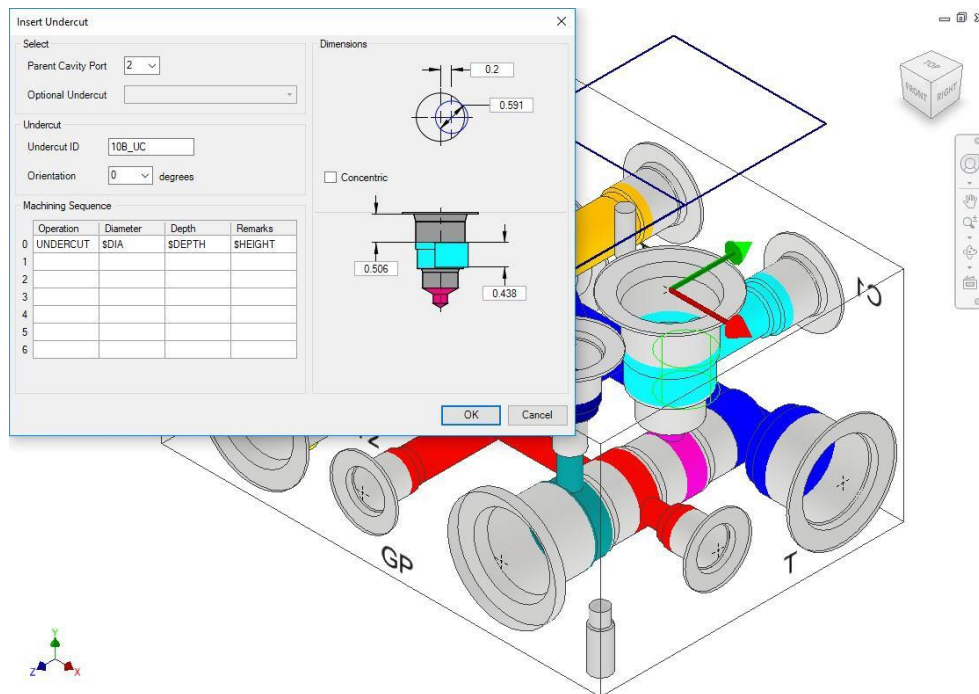 Insert Undercut
Select
Parent Cavity Port 2
Optional Undercut
Undercut
Undercut ID 10B_UC
Orientation 0 degrees
Machining Sequence
Operation Diameter Depth Remarks
0 UNDERCUT $DIA $DEPTH $HEIGHT
1
2
3
4
5
6
Dimensions
0.2
0.591
Concentric
0.506
0.438
OK Cancel
TOP
FRONT RIGHT
C1
GP
T
Y
Z X